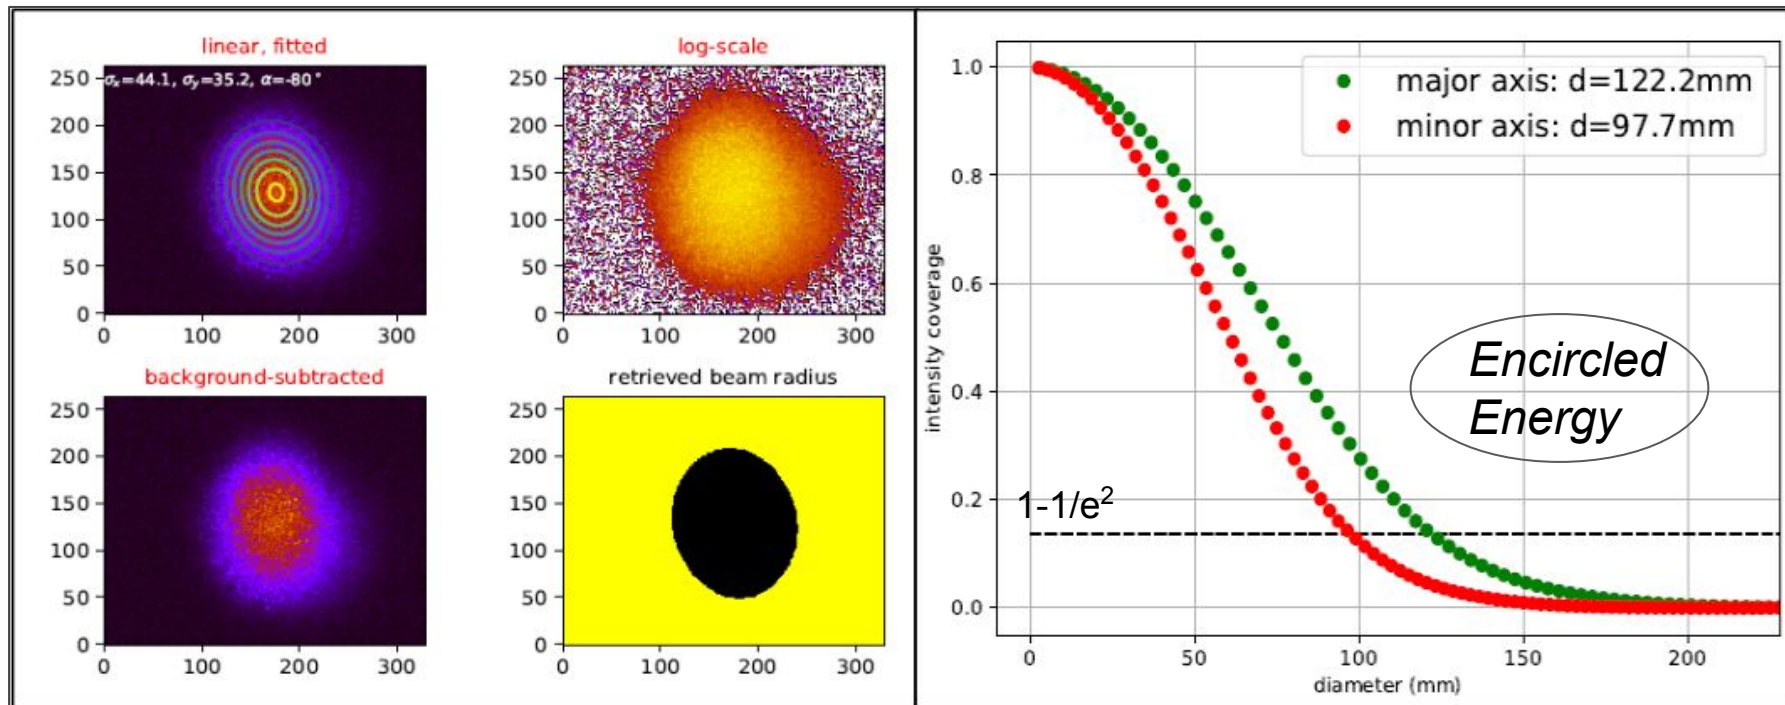 linear, fitted
σx=44.1, σy=35.2, α=-80°
250
200
150
100
50
0
0 100 200 300
log-scale
250
200
150
100
50
0
0 100 200 300
background-subtracted
250
200
150
100
50
0
0 100 200 300
retrieved beam radius
250
200
150
100
50
0
0 100 200 300
intensity coverage
1.0
0.8
0.6
0.4
0.2
0.0
major axis: d=122.2mm
minor axis: d=97.7mm
Encircled
Energy
1-1/e²
0 50 100 150 200
diameter (mm)